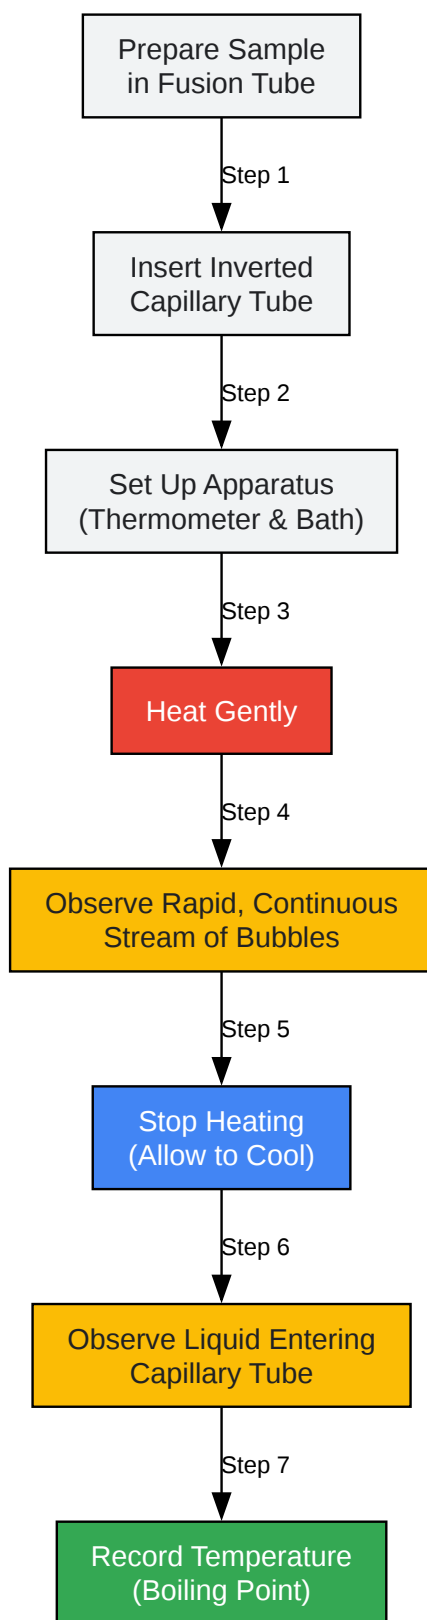 Prepare Sample
in Fusion Tube
Step 1
Insert Inverted
Capillary Tube
Step 2
Set Up Apparatus
(Thermometer & Bath)
Step 3
Heat Gently
Step 4
Observe Rapid, Continuous
Stream of Bubbles
Step 5
Stop Heating
(Allow to Cool)
Step 6
Observe Liquid Entering
Capillary Tube
Step 7
Record Temperature
(Boiling Point)